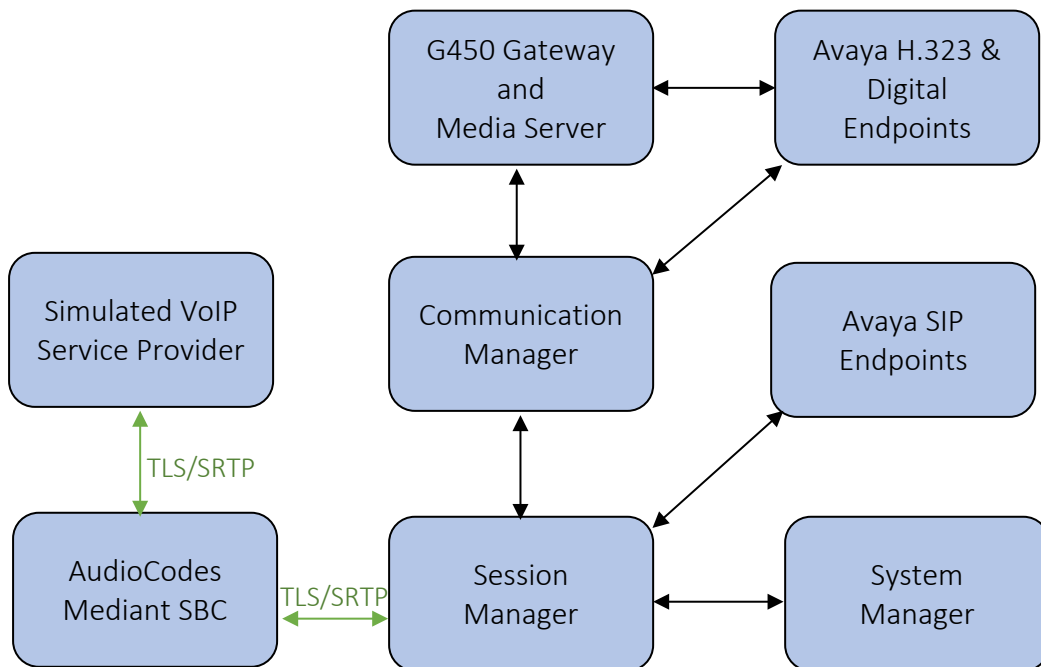 G450 Gateway
and
Media Server
Avaya H.323 &
Digital
Endpoints
Simulated VoIP
Service Provider
Communication
Manager
Avaya SIP
Endpoints
TLS/SRTP
AudioCodes
Mediant SBC
TLS/SRTP
Session
Manager
System
Manager